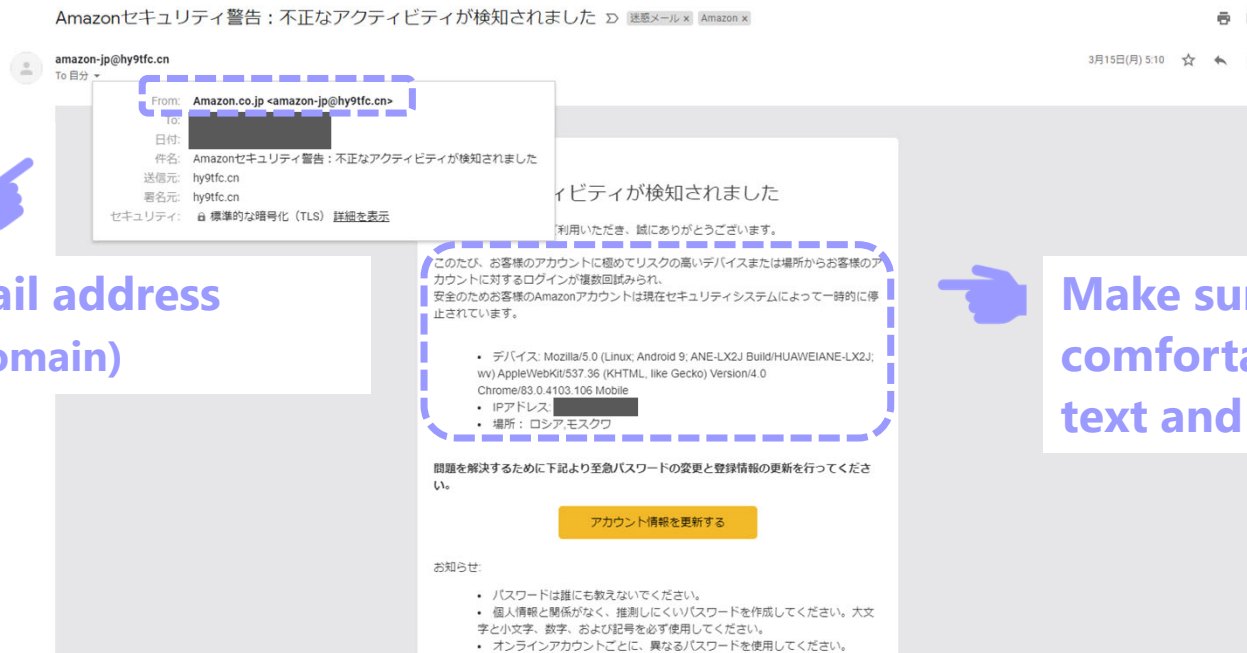 Amazonセキュリティ警告：不正なアクティビティが検知されました 迷惑メール x Amazon x
amazon-jp@hy9tfc.cn
3月15日(月) 5:10
To 自分
From: Amazon.co.jp <amazon-jp@hy9tfc.cn>
To:
日付:
件名: Amazonセキュリティ警告：不正なアクティビティが検知されました
送信元: hy9tfc.cn
署名元: hy9tfc.cn
セキュリティ: 標準的な暗号化（TLS） 詳細を表示
ィビティが検知されました
利用いただき、誠にありがとうございます。
このたび、お客様のアカウントに極めてリスクの高いデバイスまたは場所からお客様のア
カウントに対するログインが複数回試みられ、
安全のためお客様のAmazonアカウントは現在セキュリティシステムによって一時的に停
止されています。
• デバイス: Mozilla/5.0 (Linux; Android 9; ANE-LX2J Build/HUAWEIANE-LX2J;
wv) AppleWebKit/537.36 (KHTML, like Gecko) Version/4.0
Chrome/83.0.4103.106 Mobile
• IPアドレス:
• 場所： ロシア,モスクワ
ail address
omain)
Make sur
comforta
text and
問題を解決するために下記より至急パスワードの変更と登録情報の更新を行ってくださ
い。
アカウント情報を更新する
お知らせ:
• パスワードは誰にも教えないでください。
• 個人情報と関係がなく、推測しにくいパスワードを作成してください。大文
字と小文字、数字、および記号を必ず使用してください。
• オンラインアカウントごとに、異なるパスワードを使用してください。